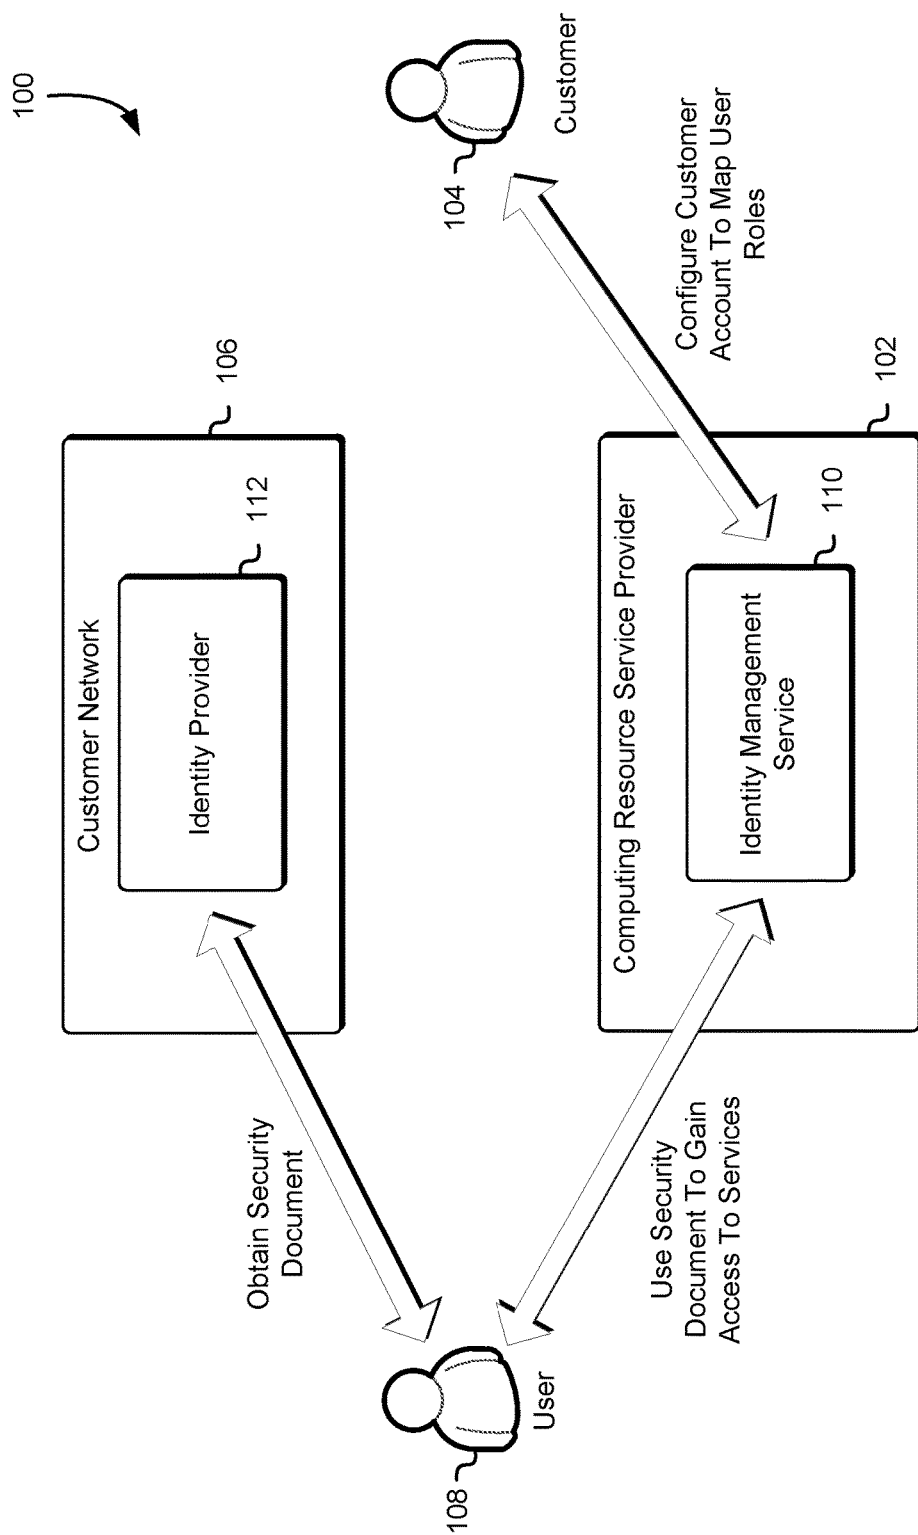 100
Customer Network
106
Identity Provider
112
Obtain Security
Document
108
User
104
Customer
Use Security
Document To Gain
Access To Services
Computing Resource Service Provider
102
Identity Management
Service
110
Configure Customer
Account To Map User
Roles